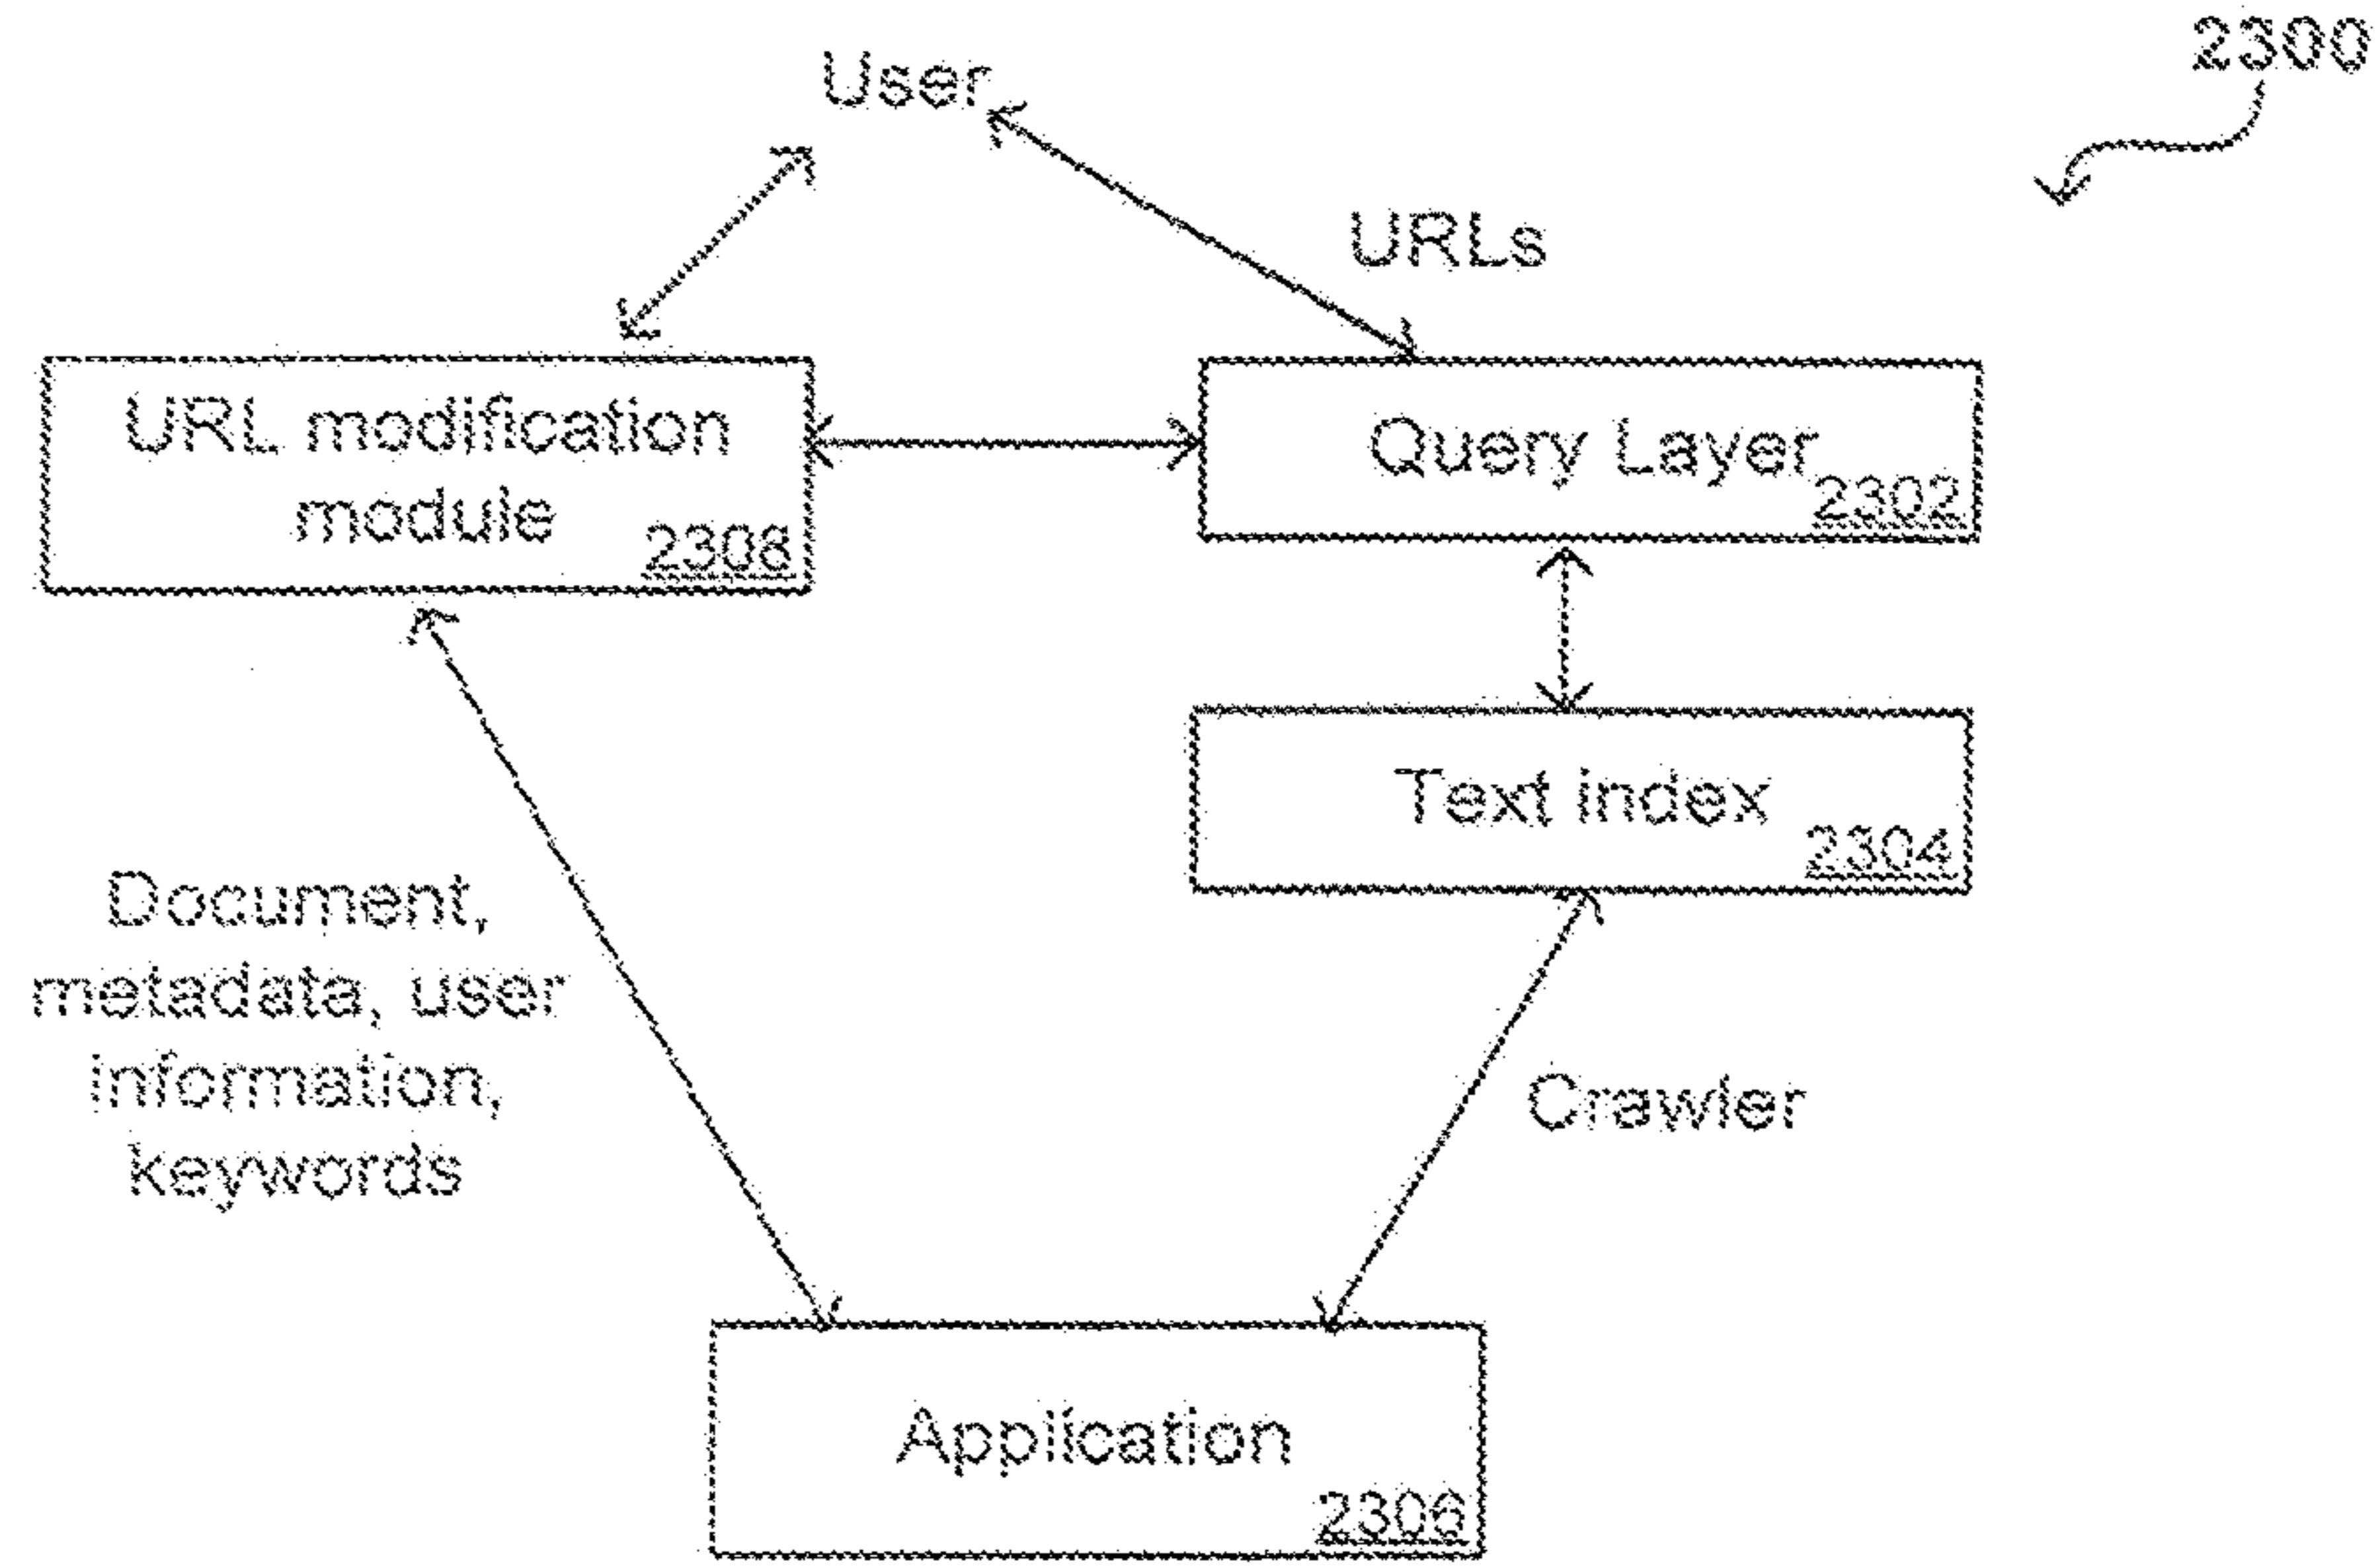 2300
User
URLs
URL modification
module
2308
Query Layer
2302
Text index
2304
Document,
metadata, user
information,
keywords
Crawler
Application
2306